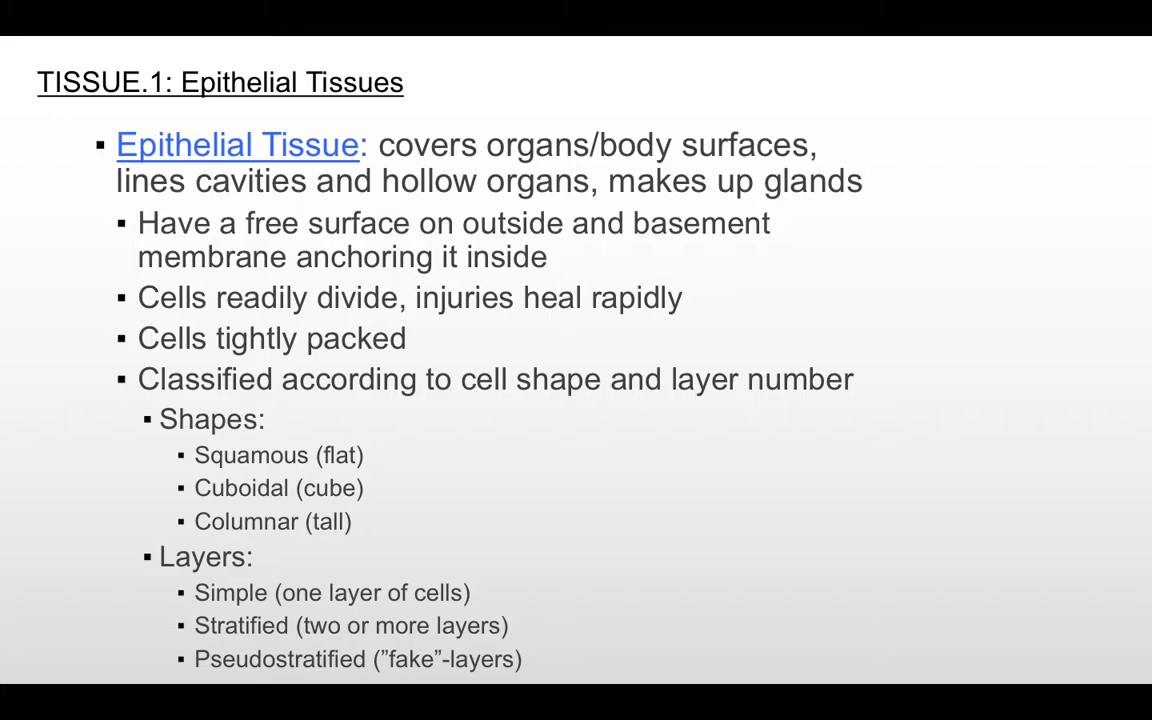 TISSUE.1: Epithelial Tissues
▪ Epithelial Tissue: covers organs/body surfaces,
lines cavities and hollow organs, makes up glands
▪ Have a free surface on outside and basement
membrane anchoring it inside
▪ Cells readily divide, injuries heal rapidly
▪ Cells tightly packed
▪ Classified according to cell shape and layer number
▪ Shapes:
▪ Squamous (flat)
▪ Cuboidal (cube)
▪ Columnar (tall)
▪ Layers:
▪ Simple (one layer of cells)
▪ Stratified (two or more layers)
▪ Pseudostratified (”fake”-layers)